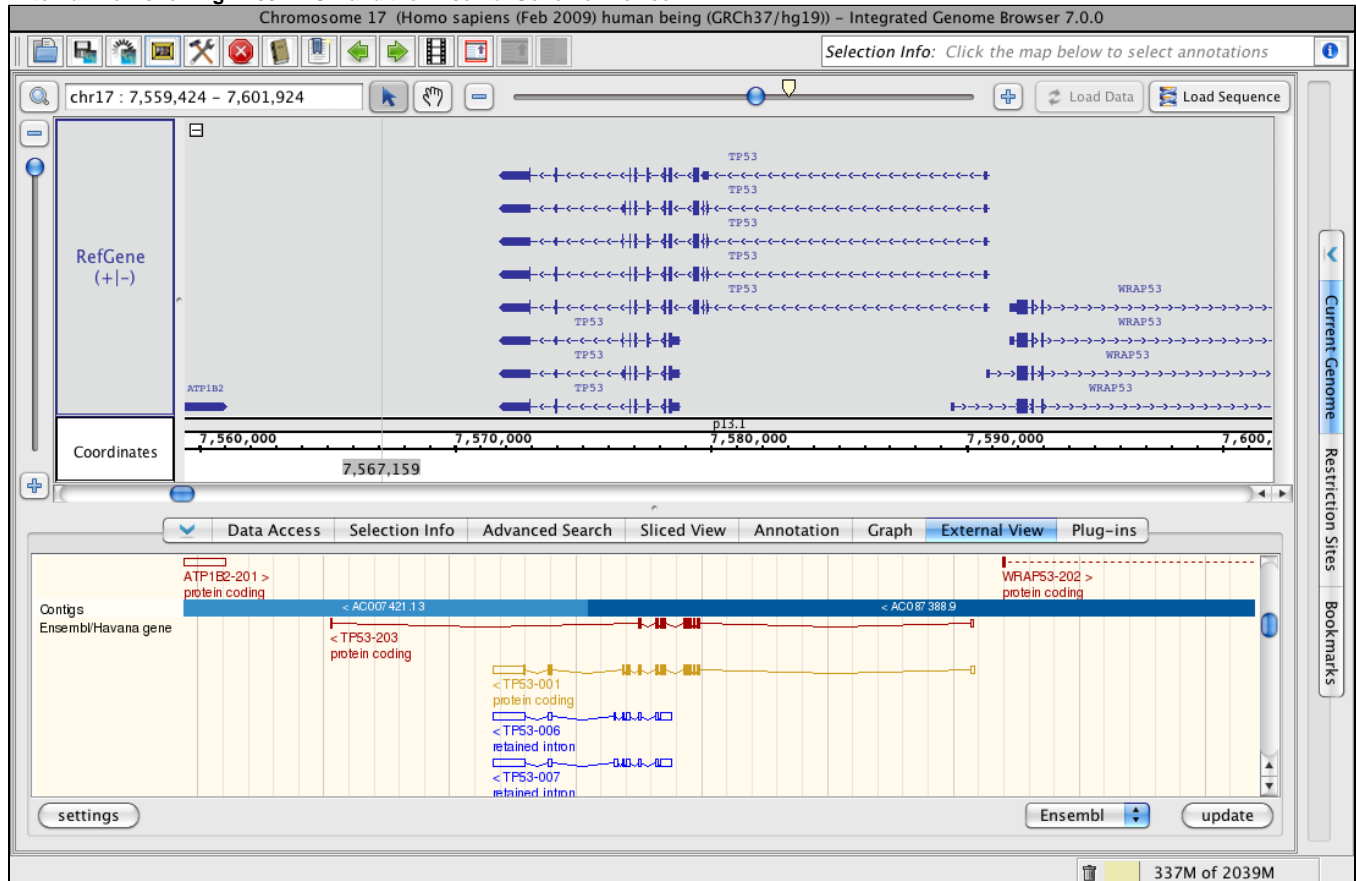 Chromosome 17 (Homo sapiens (Feb 2009) human being (GRCh37/hg19)) – Integrated Genome Browser 7.0.0
Selection Info: Click the map below to select annotations
chr17 : 7,559,424 – 7,601,924
Load Data
Load Sequence
RefGene
(+|-)
TP53
TP53
TP53
TP53
TP53
WRAP53
TP53
WRAP53
TP53
WRAP53
ATP1B2
TP53
WRAP53
p13.1
Coordinates
7,560,000 7,570,000 7,580,000 7,590,000 7,600,
7,567,159
Current Genome
Restriction Sites
Bookmarks
Data Access Selection Info Advanced Search Sliced View Annotation Graph External View Plug-ins
ATP1B2-201 >
protein coding
WRAP53-202 >
protein coding
Contigs
< AC007421.13
< AC087388.9
Ensembl/Havana gene
< TP53-203
protein coding
< TP53-001
protein coding
< TP53-006
retained intron
< TP53-007
retained intron
settings
Ensembl
update
337M of 2039M